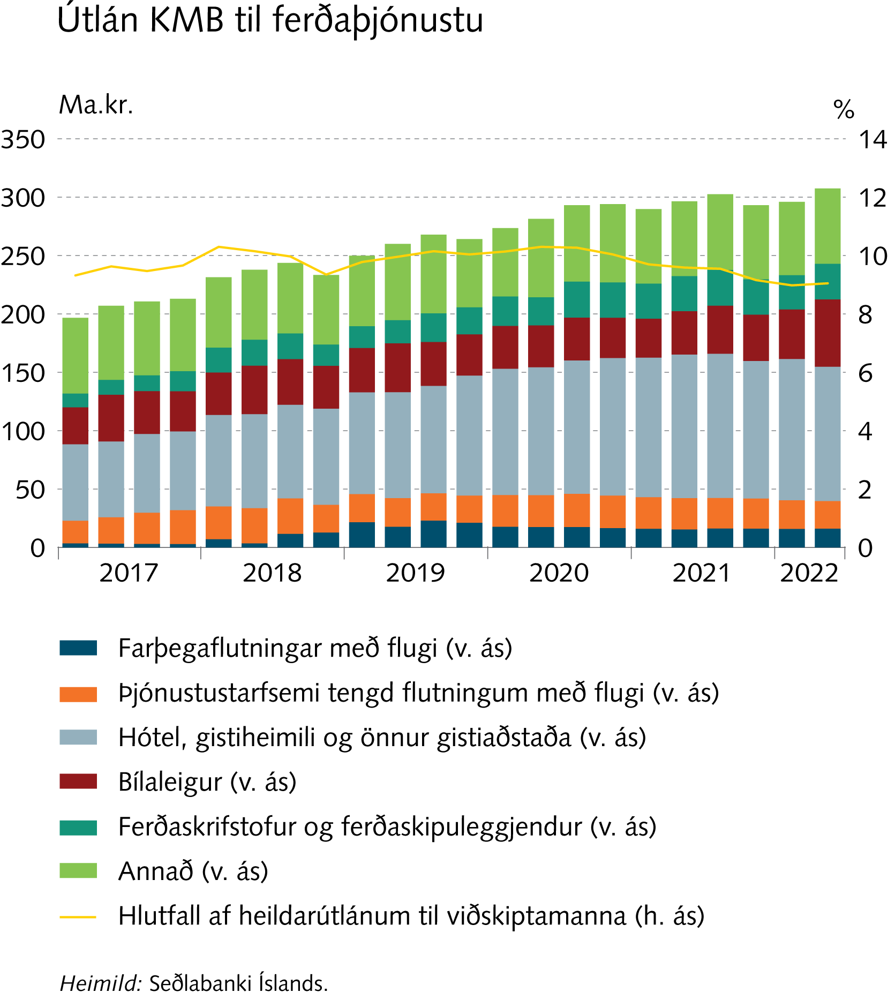 Útlán KMB til ferðaþjónustu
Ma.kr.
%
350
14
300
12
250
10
200
8
150
6
100
4
50
2
0
0
2017
2018
2019
2020
2021
2022
Farþegaflutningar með flugi (v. ás)
Þjónustustarfsemi tengd flutningum með flugi (v. ás)
Hótel, gistiheimili og önnur gistiaðstaða (v. ás)
Bílaleigur (v. ás)
Ferðaskrifstofur og ferðaskipuleggjendur (v. ás)
Annað (v. ás)
Hlutfall af heildarútlánum til viðskiptamanna (h. ás)
Heimild: Seðlabanki Íslands.